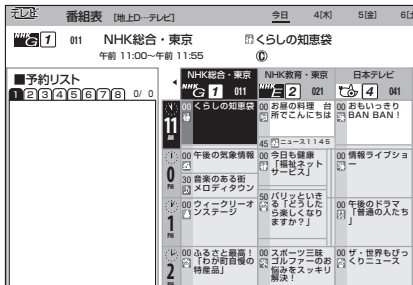 テレビ 番組表 [地上D…テレビ] 今日 4[木] 5[金] 6[土
NHK G 1 011 NHK総合・東京 くらしの知恵袋
午前 11:00～午前 11:55
■予約リスト
1 2 3 4 5 6 7 8 0/ 0
NHK総合・東京 NHK教育・東京 日本テレビ
NHK G 1 011 NHK E 2 021 4 041
11 AM
00 くらしの知恵袋
00 お昼の料理 台所でこんにちは
45 ニュース1145
00 おもいっきりBAN BAN！
0 PM
00 午後の気象情報
30 音楽のある街
メロディタウン
00 今日も健康
「福祉ネット
サービス」
50 パリッといき
る「どうした
ら楽しくなり
ますか？」
00 情報ライブショ
ー
1 PM
00 ウィークリーオ
ンステージ
00 午後のドラマ
「普通の人たち
」
2 PM
00 ふるさと最高！
「わが町自慢の
特産品」
00 スポーツ三昧
ゴルファーのお
悩みをスッキリ
解決！
00 ザ・世界もびっ
くりニュース